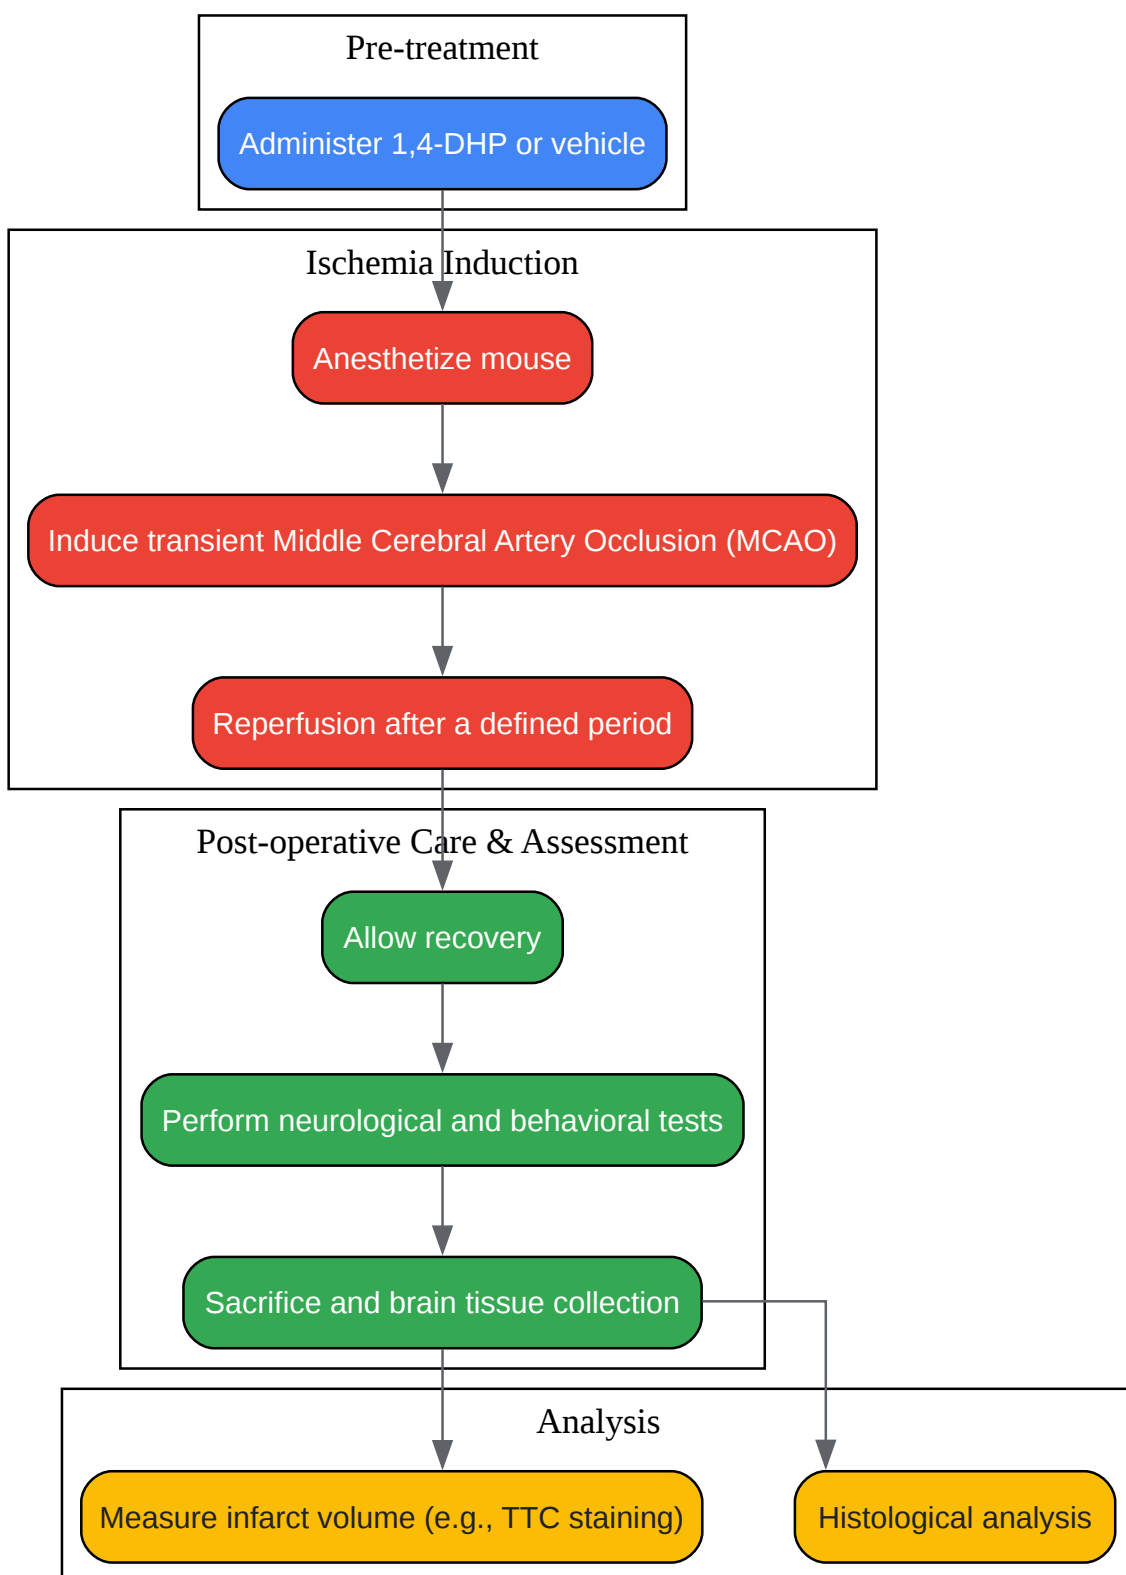 Pre-treatment
Administer 1,4-DHP or vehicle
Ischemia Induction
Anesthetize mouse
Induce transient Middle Cerebral Artery Occlusion (MCAO)
Reperfusion after a defined period
Post-operative Care & Assessment
Allow recovery
Perform neurological and behavioral tests
Sacrifice and brain tissue collection
Analysis
Measure infarct volume (e.g., TTC staining)
Histological analysis